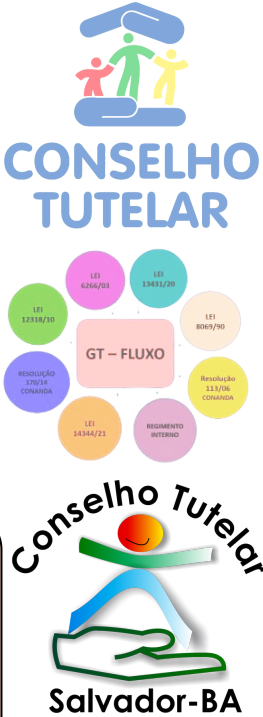 CONSELHO
TUTELAR
LEI
6266/03
LEI
13431/20
LEI
12318/10
LEI
8069/90
GT – FLUXO
RESOLUÇÃO
170/14
CONANDA
Resolução
113/06
CONANDA
LEI
14344/21
REGIMENTO
INTERNO
Conselho Tutelar
Salvador-BA